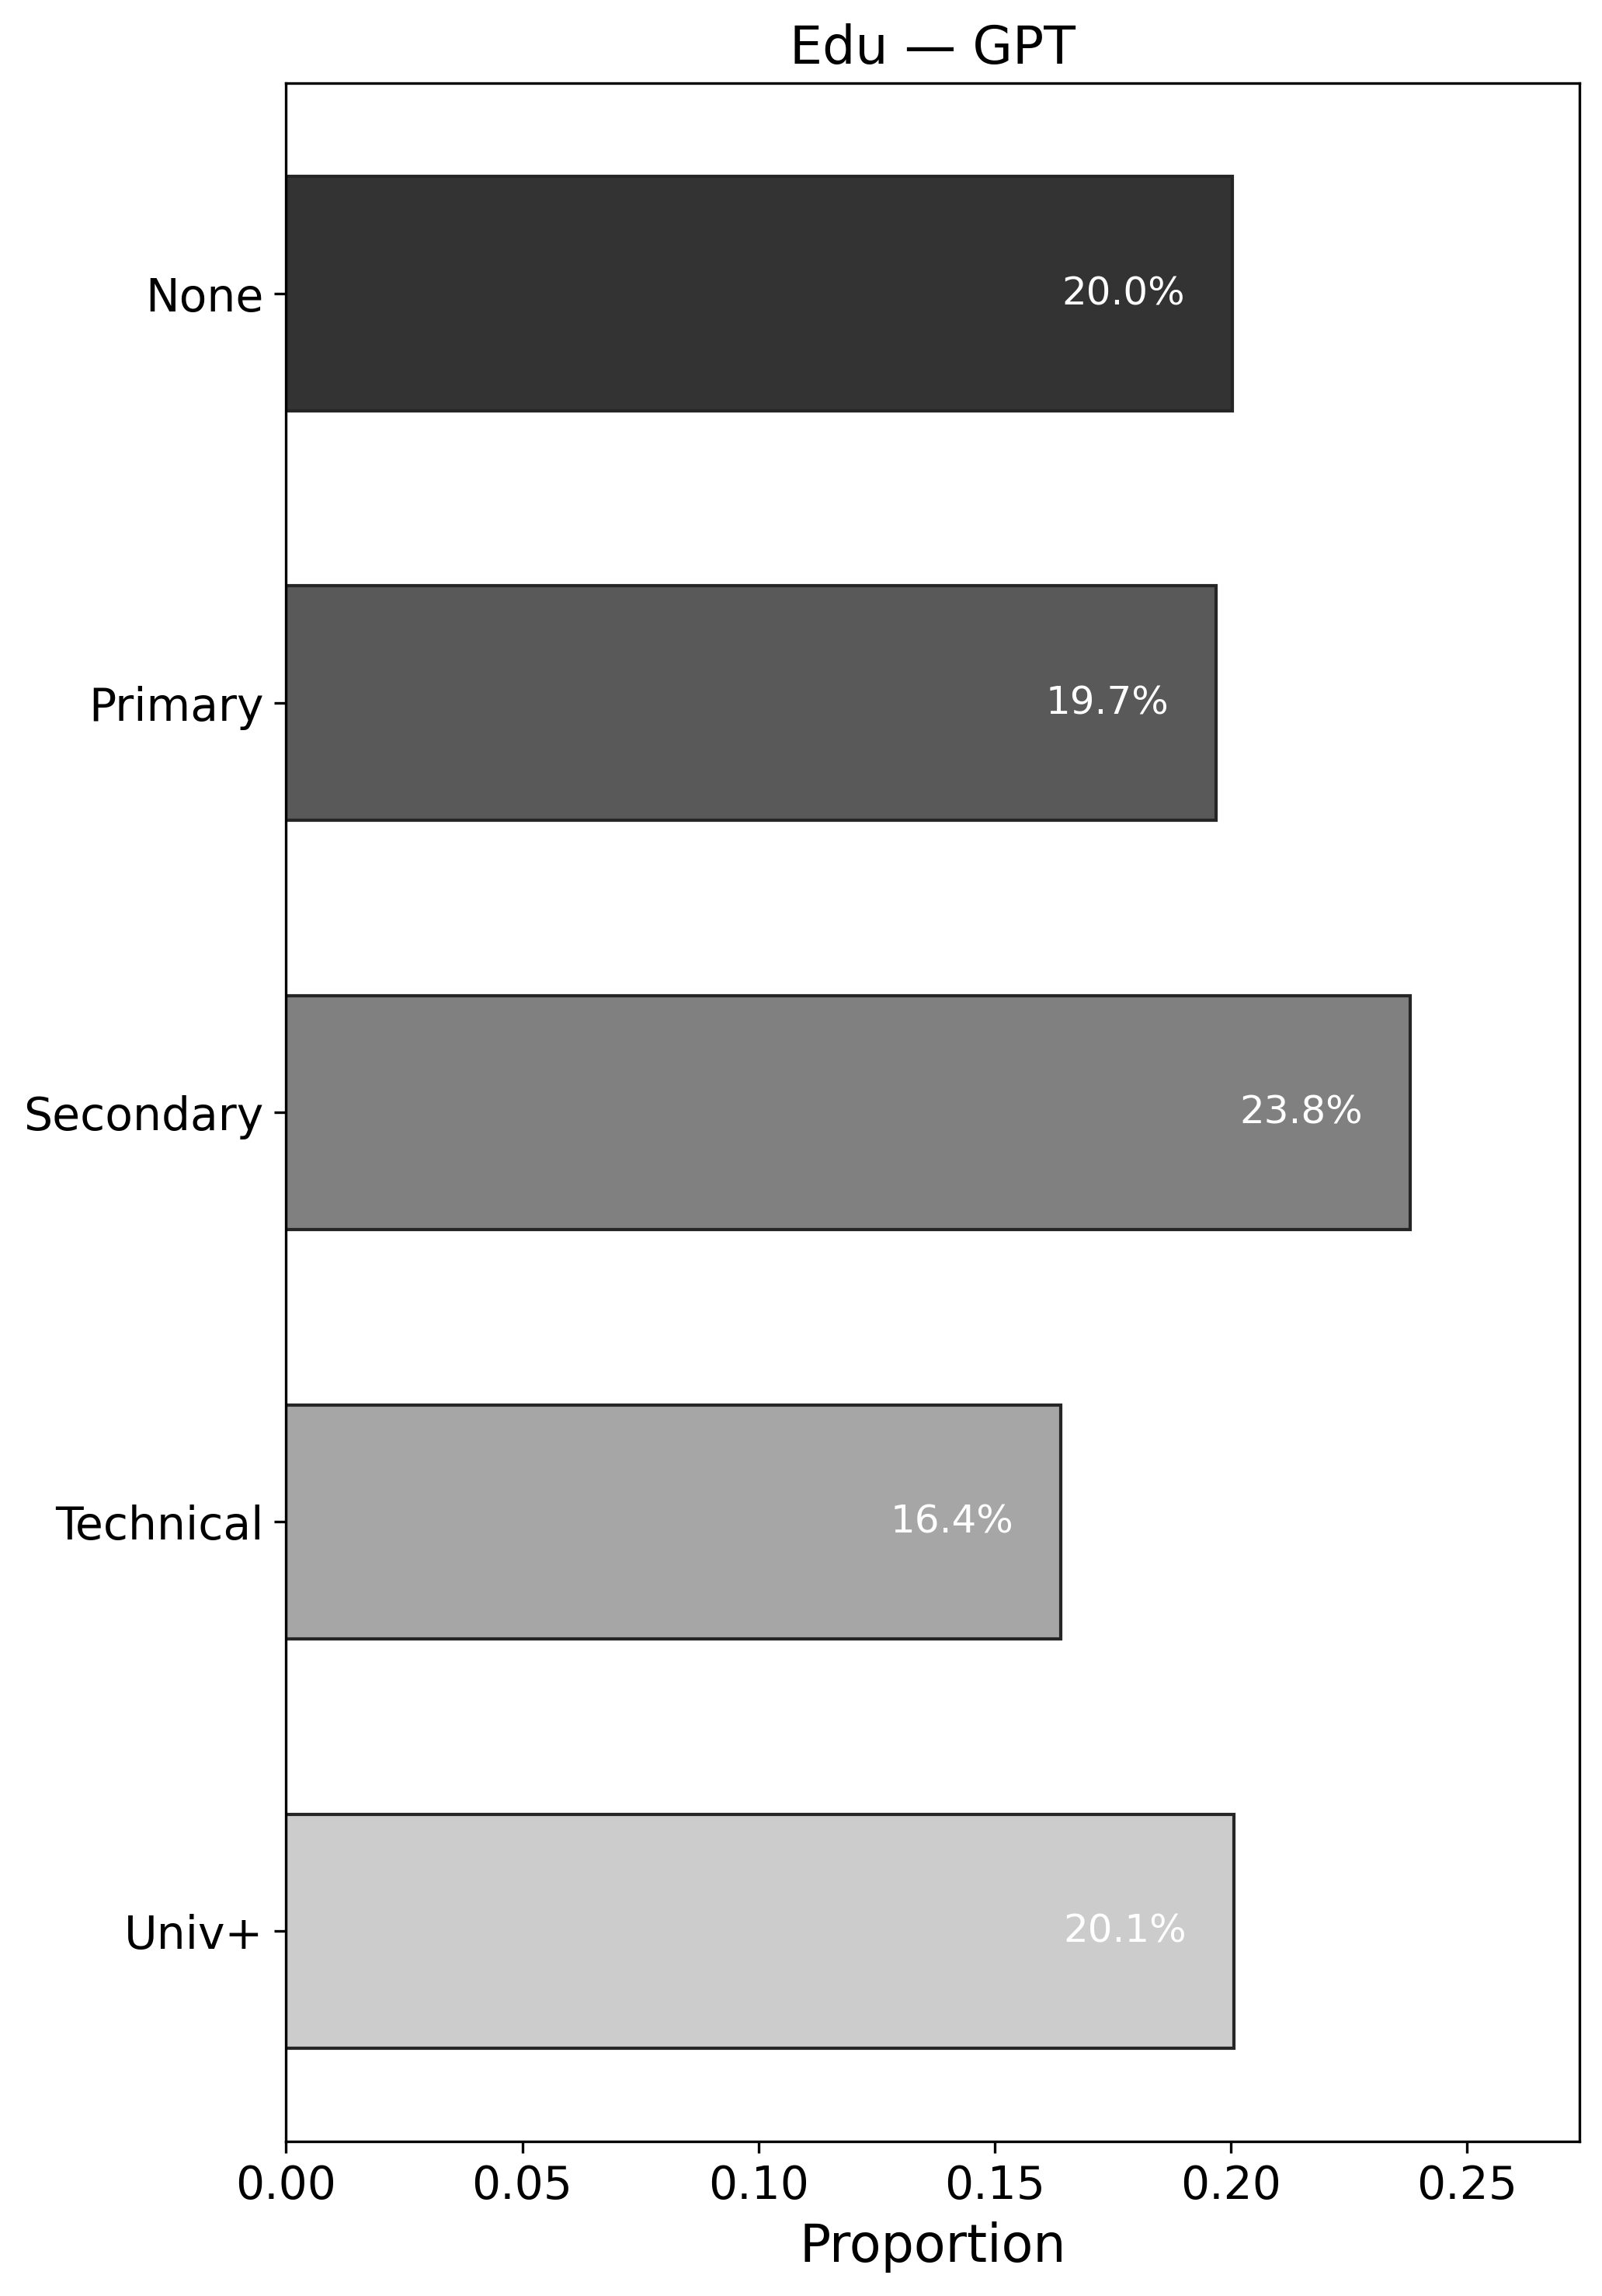 Edu — GPT
None
20.0%
Primary
19.7%
Secondary
23.8%
Technical
16.4%
Univ+
20.1%
0.00 0.05 0.10 0.15 0.20 0.25
Proportion